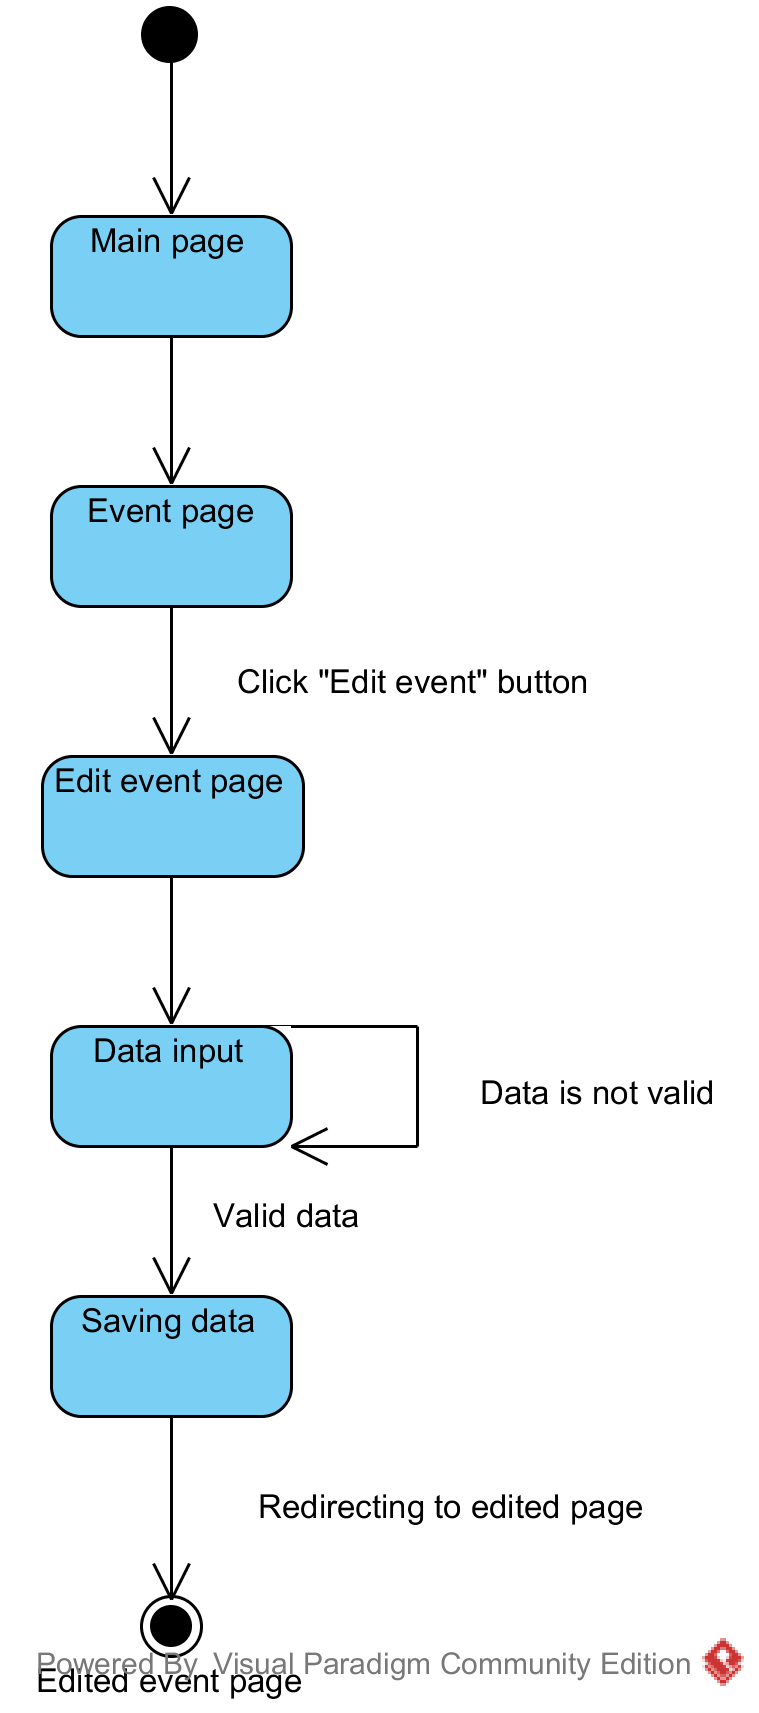 Main page
Event page
Click "Edit event" button
Edit event page
Data input
Data is not valid
Valid data
Saving data
Redirecting to edited page
Powered By Visual Paradigm Community Edition
Edited event page